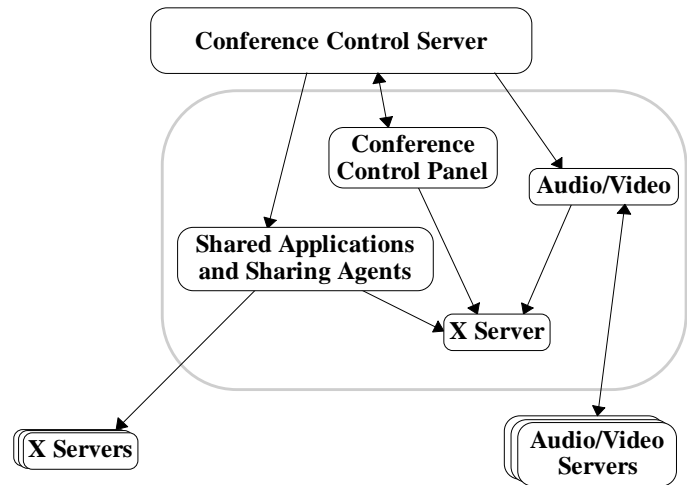 Conference Control Server
Conference
Control Panel
Audio/Video
Shared Applications
and Sharing Agents
X Server
X Servers
Audio/Video
Servers